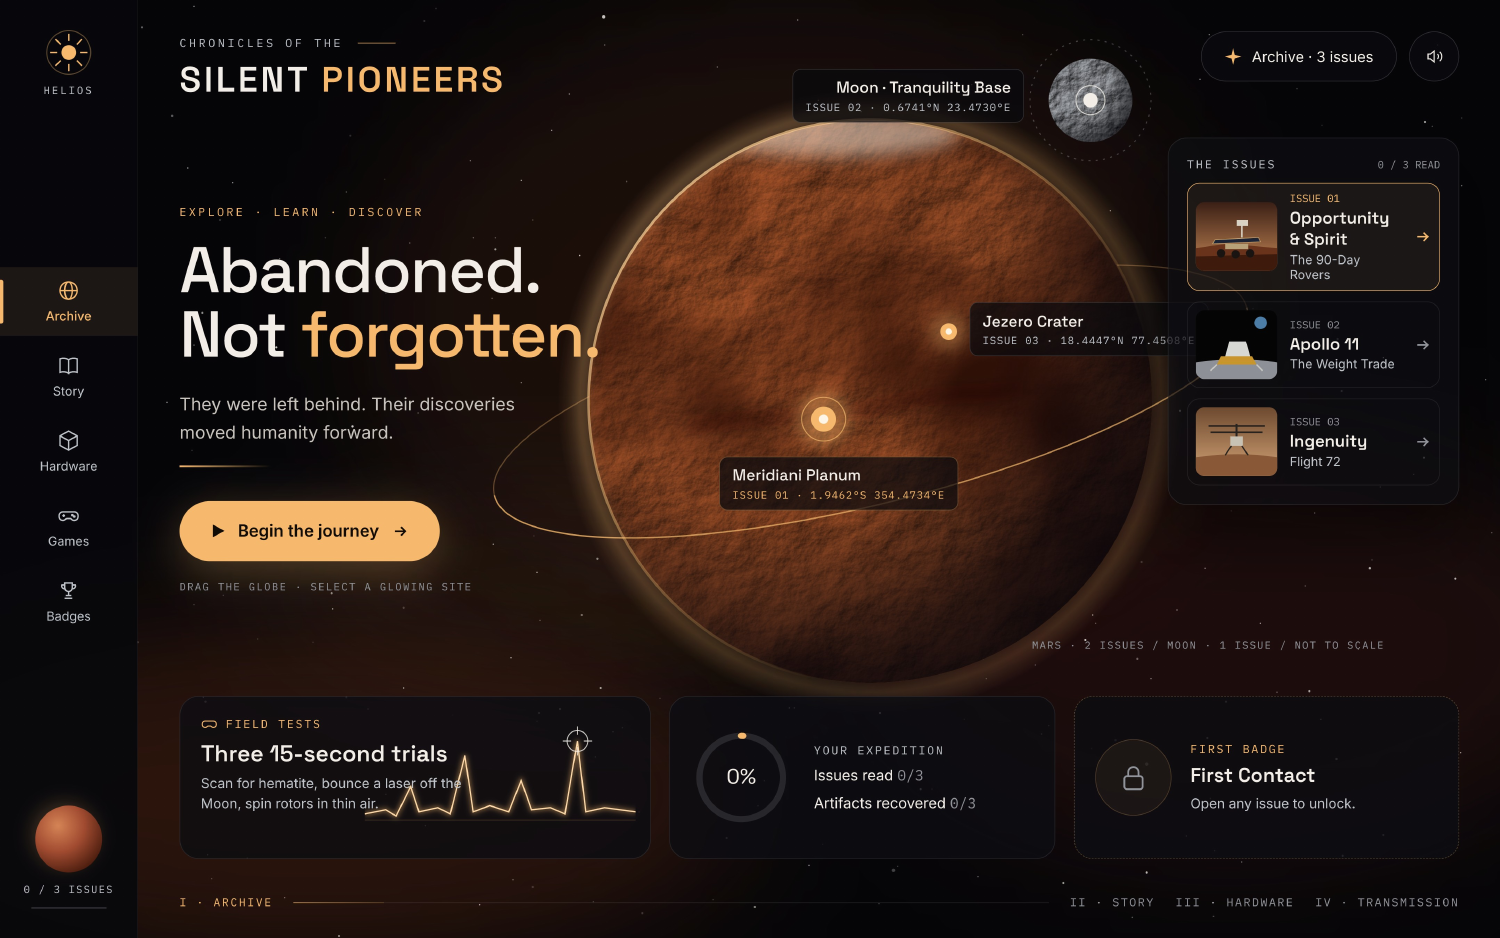 HELIOS
Archive
Story
Hardware
Games
Badges
0 / 3 ISSUES
CHRONICLES OF THE
SILENT PIONEERS
Archive · 3 issues
EXPLORE · LEARN · DISCOVER
Abandoned.
Not forgotten.
They were left behind. Their discoveries
moved humanity forward.
Begin the journey
DRAG THE GLOBE · SELECT A GLOWING SITE
Moon · Tranquility Base
ISSUE 02 · 0.6741°N 23.4730°E
Jezero Crater
ISSUE 03 · 18.4447°N 77.4508°E
Meridiani Planum
ISSUE 01 · 1.9462°S 354.4734°E
THE ISSUES
0 / 3 READ
ISSUE 01
Opportunity
& Spirit
The 90-Day
Rovers
ISSUE 02
Apollo 11
The Weight Trade
ISSUE 03
Ingenuity
Flight 72
MARS · 2 ISSUES / MOON · 1 ISSUE / NOT TO SCALE
FIELD TESTS
Three 15-second trials
Scan for hematite, bounce a laser off the
Moon, spin rotors in thin air.
0%
YOUR EXPEDITION
Issues read 0/3
Artifacts recovered 0/3
FIRST BADGE
First Contact
Open any issue to unlock.
I · ARCHIVE
II · STORY
III · HARDWARE
IV · TRANSMISSION